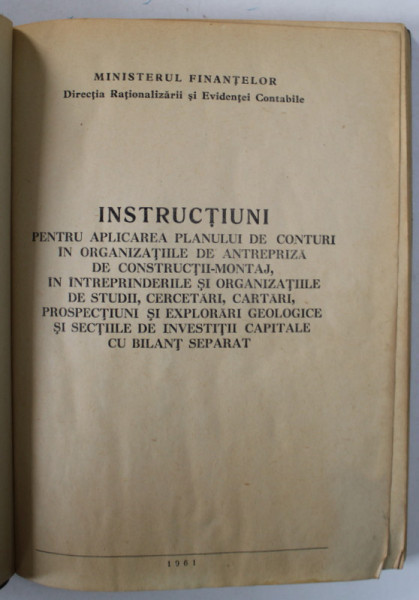 MINISTERUL FINANȚELOR
Direcția Raționalizării și Evidenței Contabile
INSTRUCȚIUNI
PENTRU APLICAREA PLANULUI DE CONTURI
IN ORGANIZAȚIILE DE ANTREPRIZĂ
DE CONSTRUCȚII-MONTAJ,
IN INTREPRINDERILE ȘI ORGANIZAȚIILE
DE STUDII, CERCETĂRI, CARTĂRI,
PROSPECȚIUNI ȘI EXPLORĂRI GEOLOGICE
ȘI SECȚIILE DE INVESTIȚII CAPITALE
CU BILANȚ SEPARAT
1961